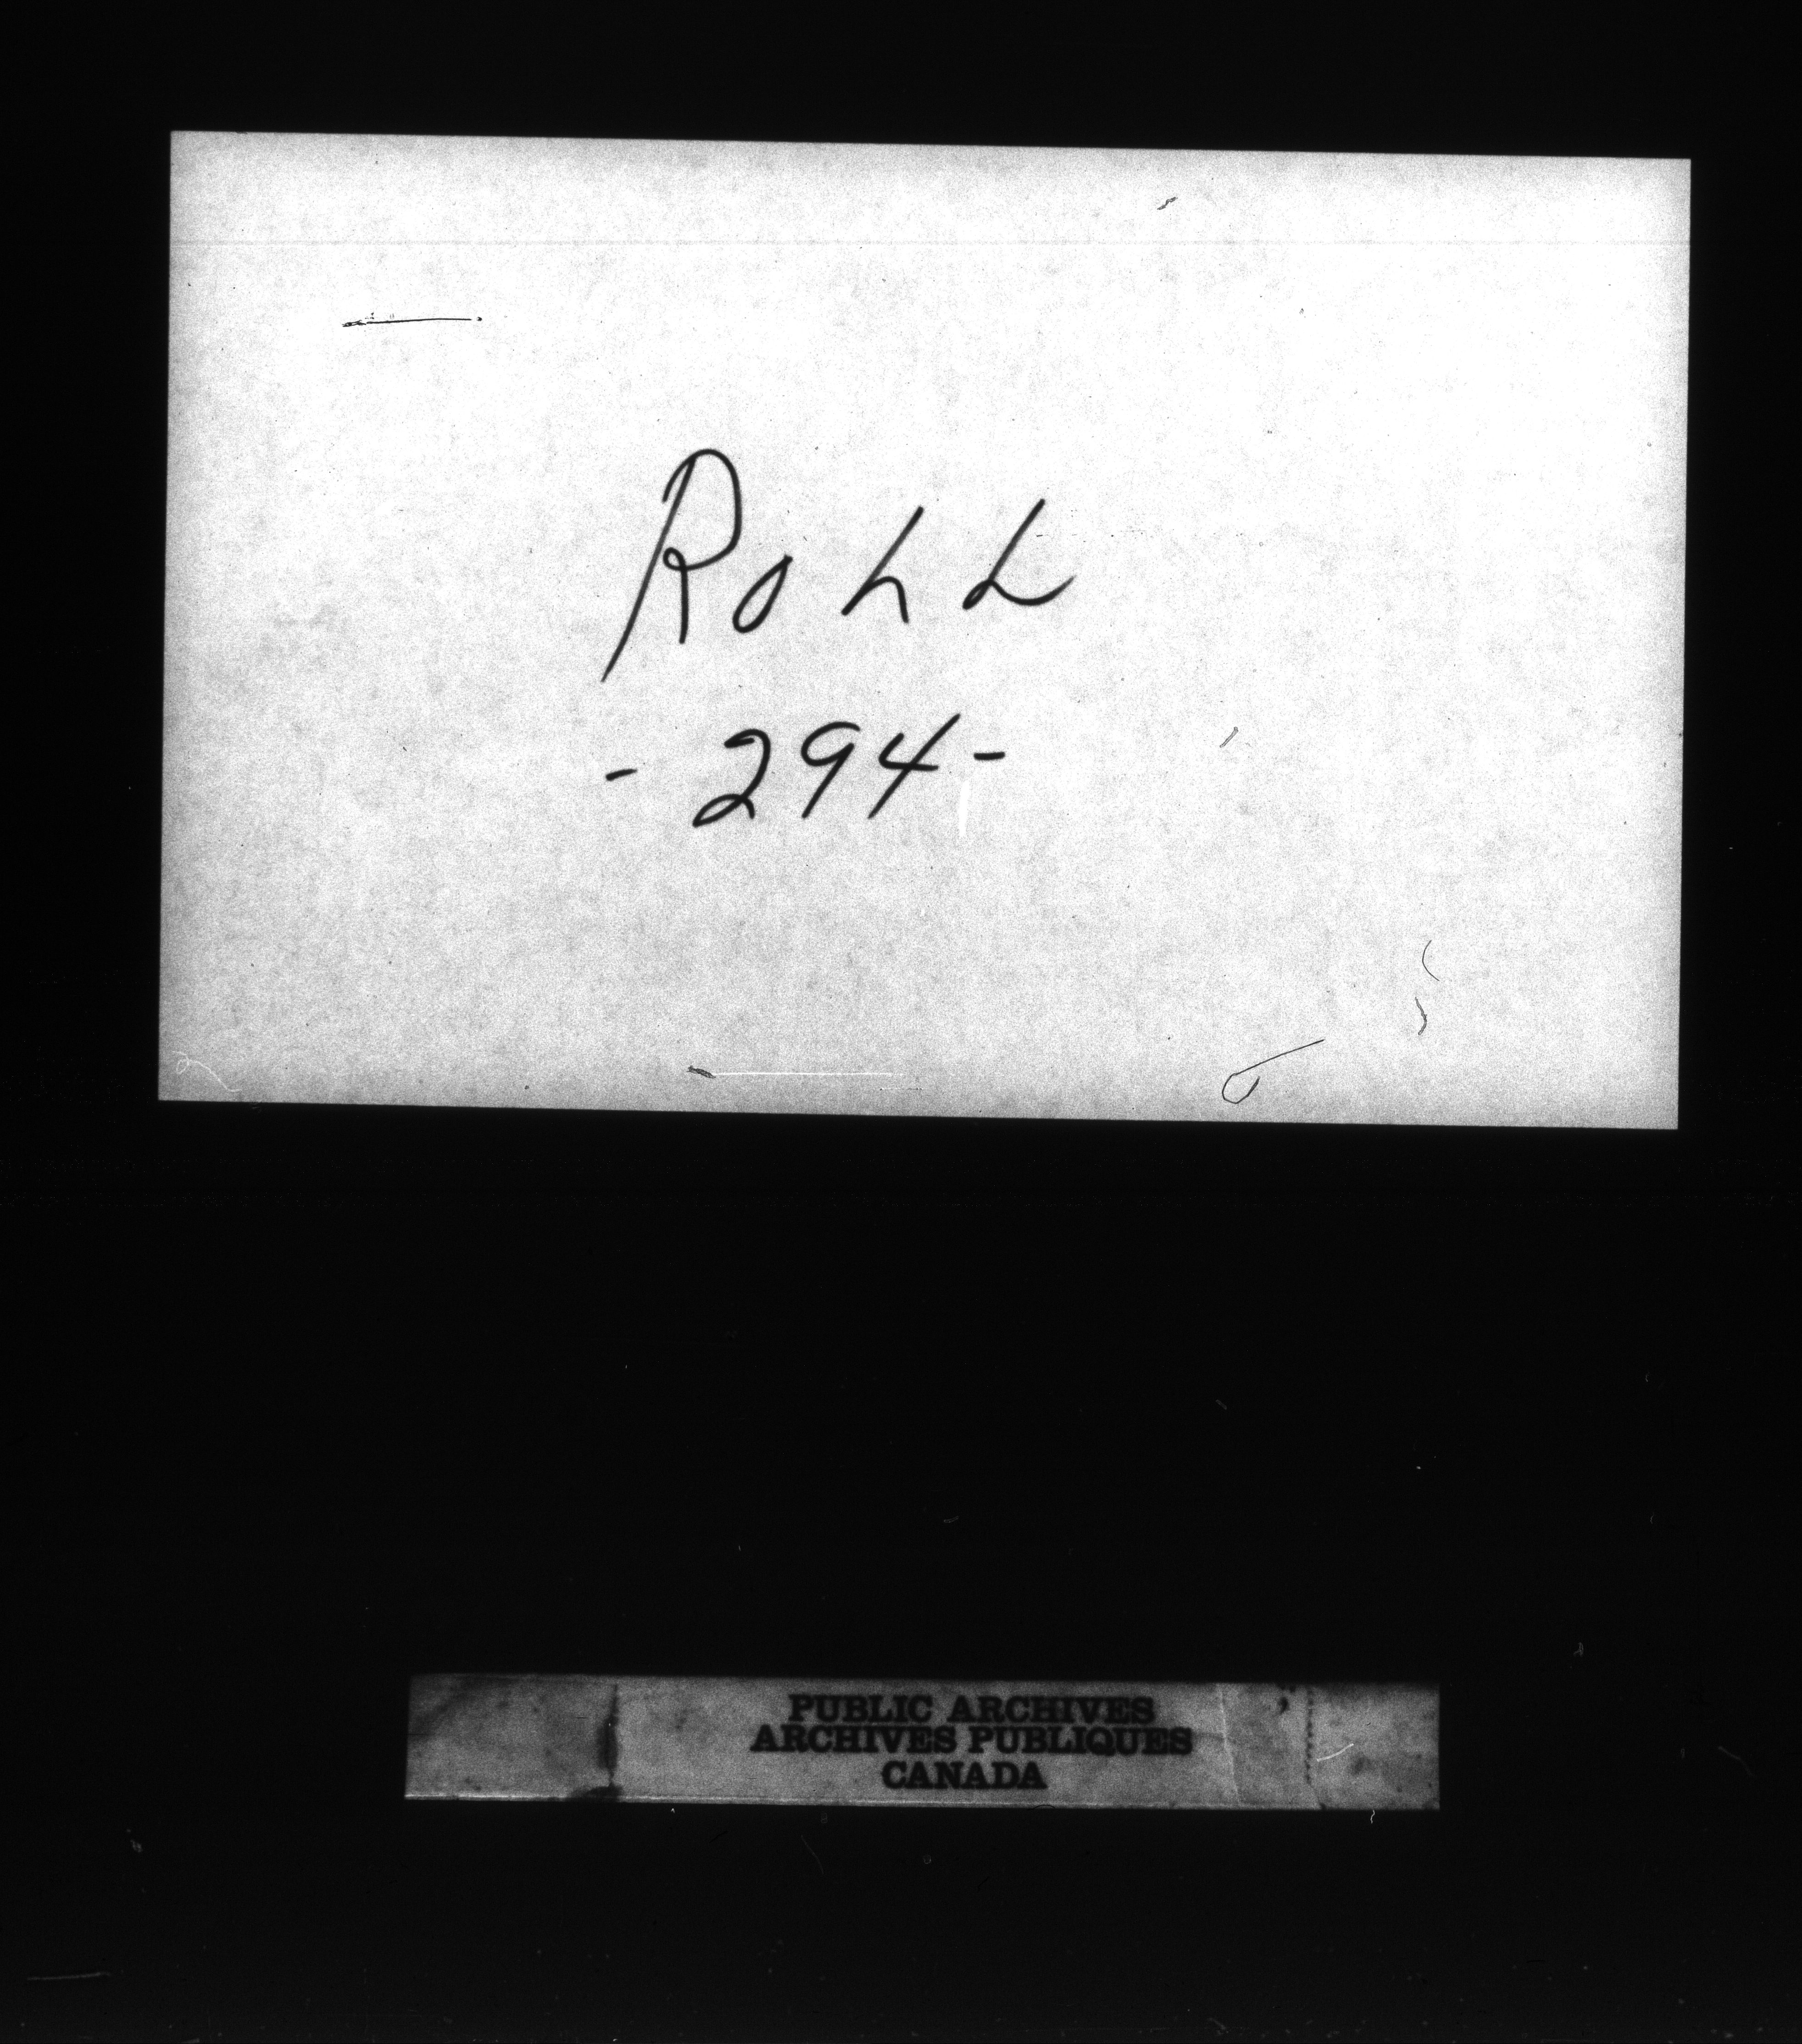 Roll
- 294 -
PUBLIC ARCHIVES
ARCHIVES PUBLIQUES
CANADA